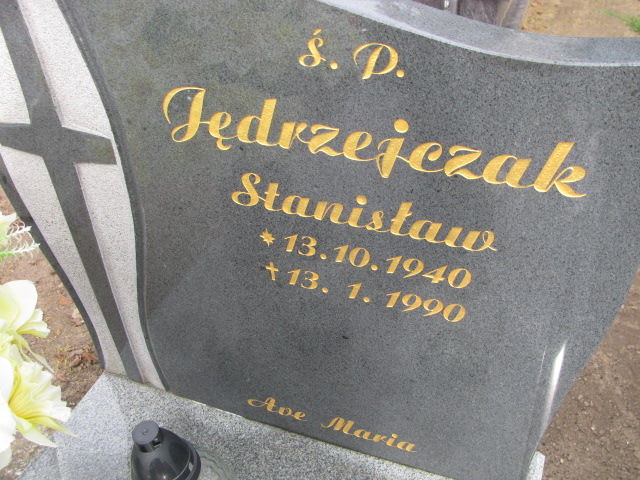 Ś. P.
Jędrzejczak
Stanisław
* 13.10.1940
† 13. 1. 1990
Ave Maria